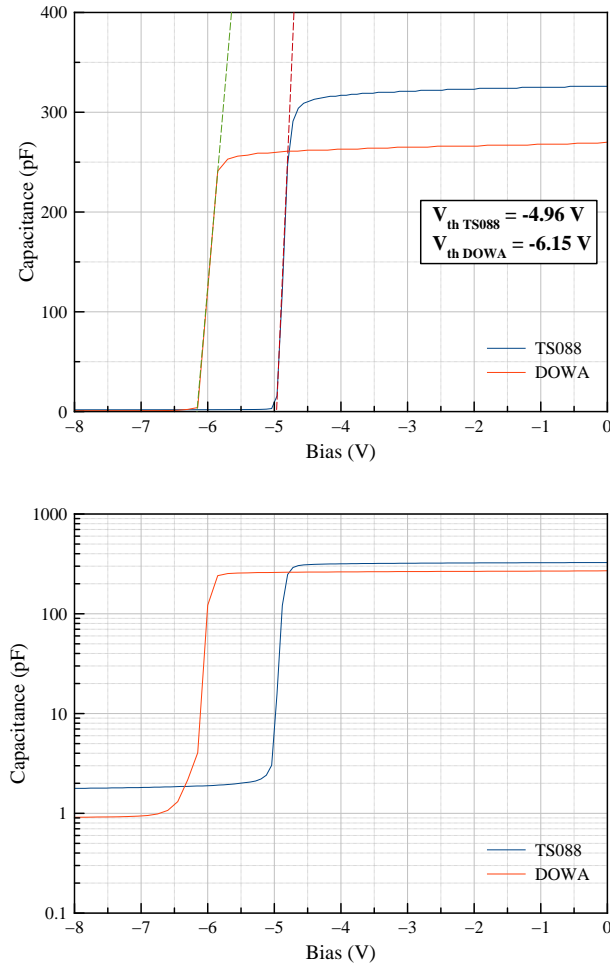 400
300
200
100
0
Capacitance (pF)
V_th TS088 = -4.96 V
V_th DOWA = -6.15 V
TS088
DOWA
−8 −7 −6 −5 −4 −3 −2 −1 0
Bias (V)
1000
100
10
1
0.1
Capacitance (pF)
TS088
DOWA
−8 −7 −6 −5 −4 −3 −2 −1 0
Bias (V)